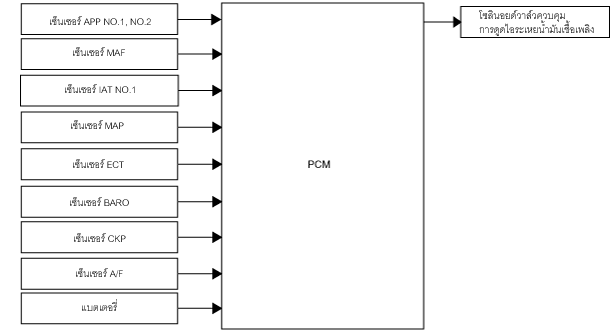 เซ็นเซอร์ APP NO.1, NO.2
เซ็นเซอร์ MAF
เซ็นเซอร์ IAT NO.1
เซ็นเซอร์ MAP
เซ็นเซอร์ ECT
เซ็นเซอร์ BARO
เซ็นเซอร์ CKP
เซ็นเซอร์ A/F
แบตเตอรี่
PCM
โซลินอยด์วาล์วควบคุม
การดูดไอระเหยน้ำมันเชื้อเพลิง